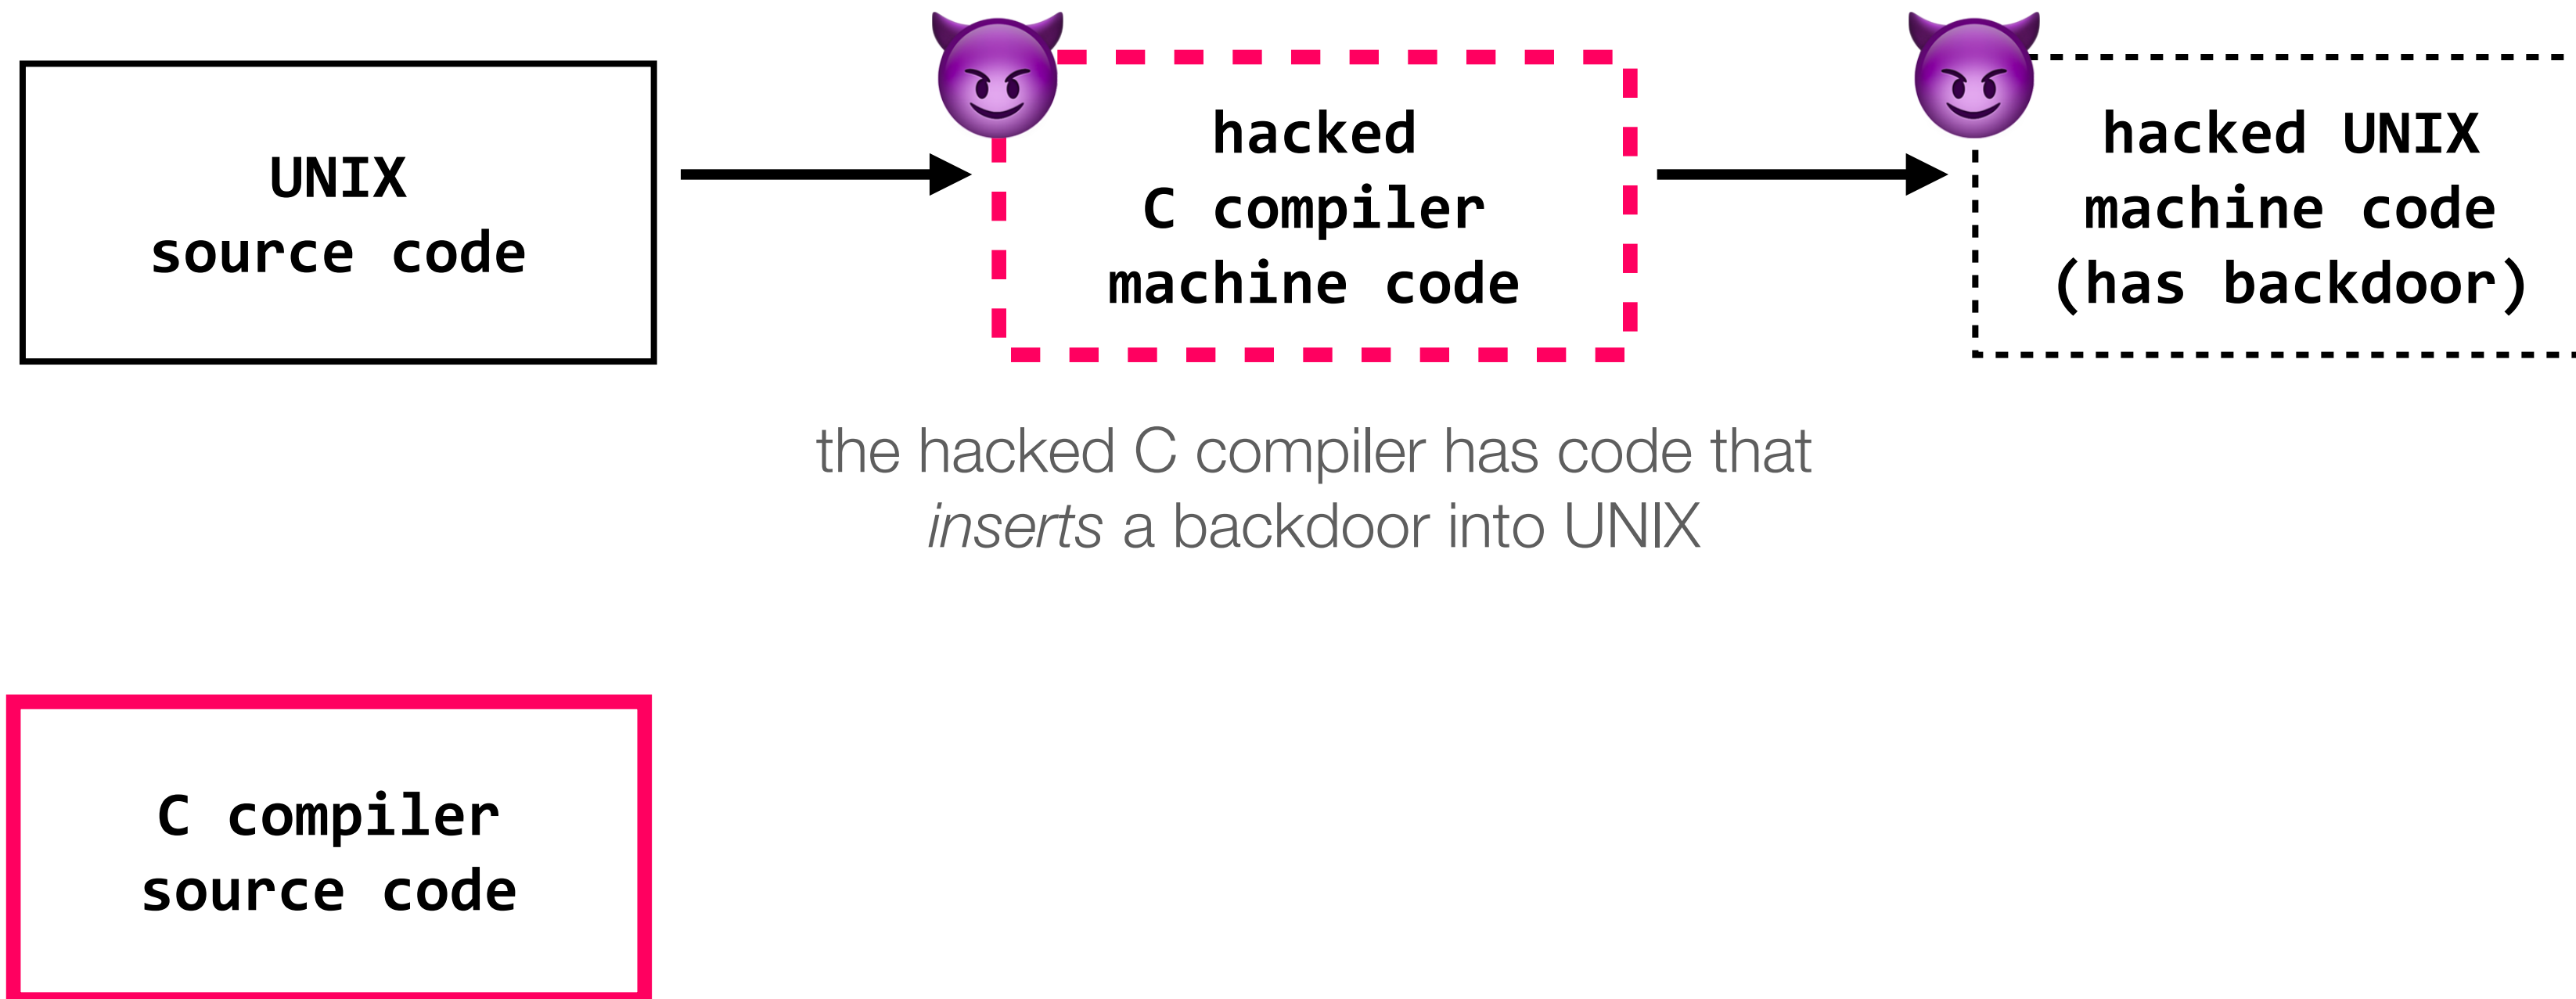 UNIX
source code
hacked
C compiler
machine code
hacked UNIX
machine code
(has backdoor)
the hacked C compiler has code that
inserts a backdoor into UNIX
C compiler
source code